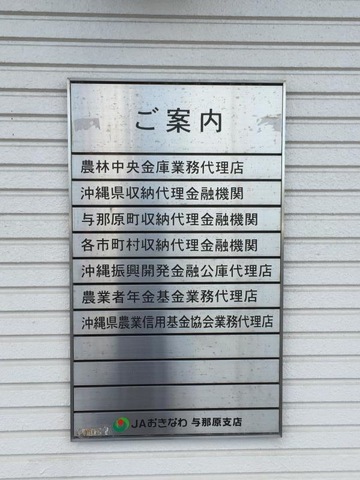 ご案内
農林中央金庫業務代理店
沖縄県収納代理金融機関
与那原町収納代理金融機関
各市町村収納代理金融機関
沖縄振興開発金融公庫代理店
農業者年金基金業務代理店
沖縄県農業信用基金協会業務代理店
JAおきなわ 与那原支店